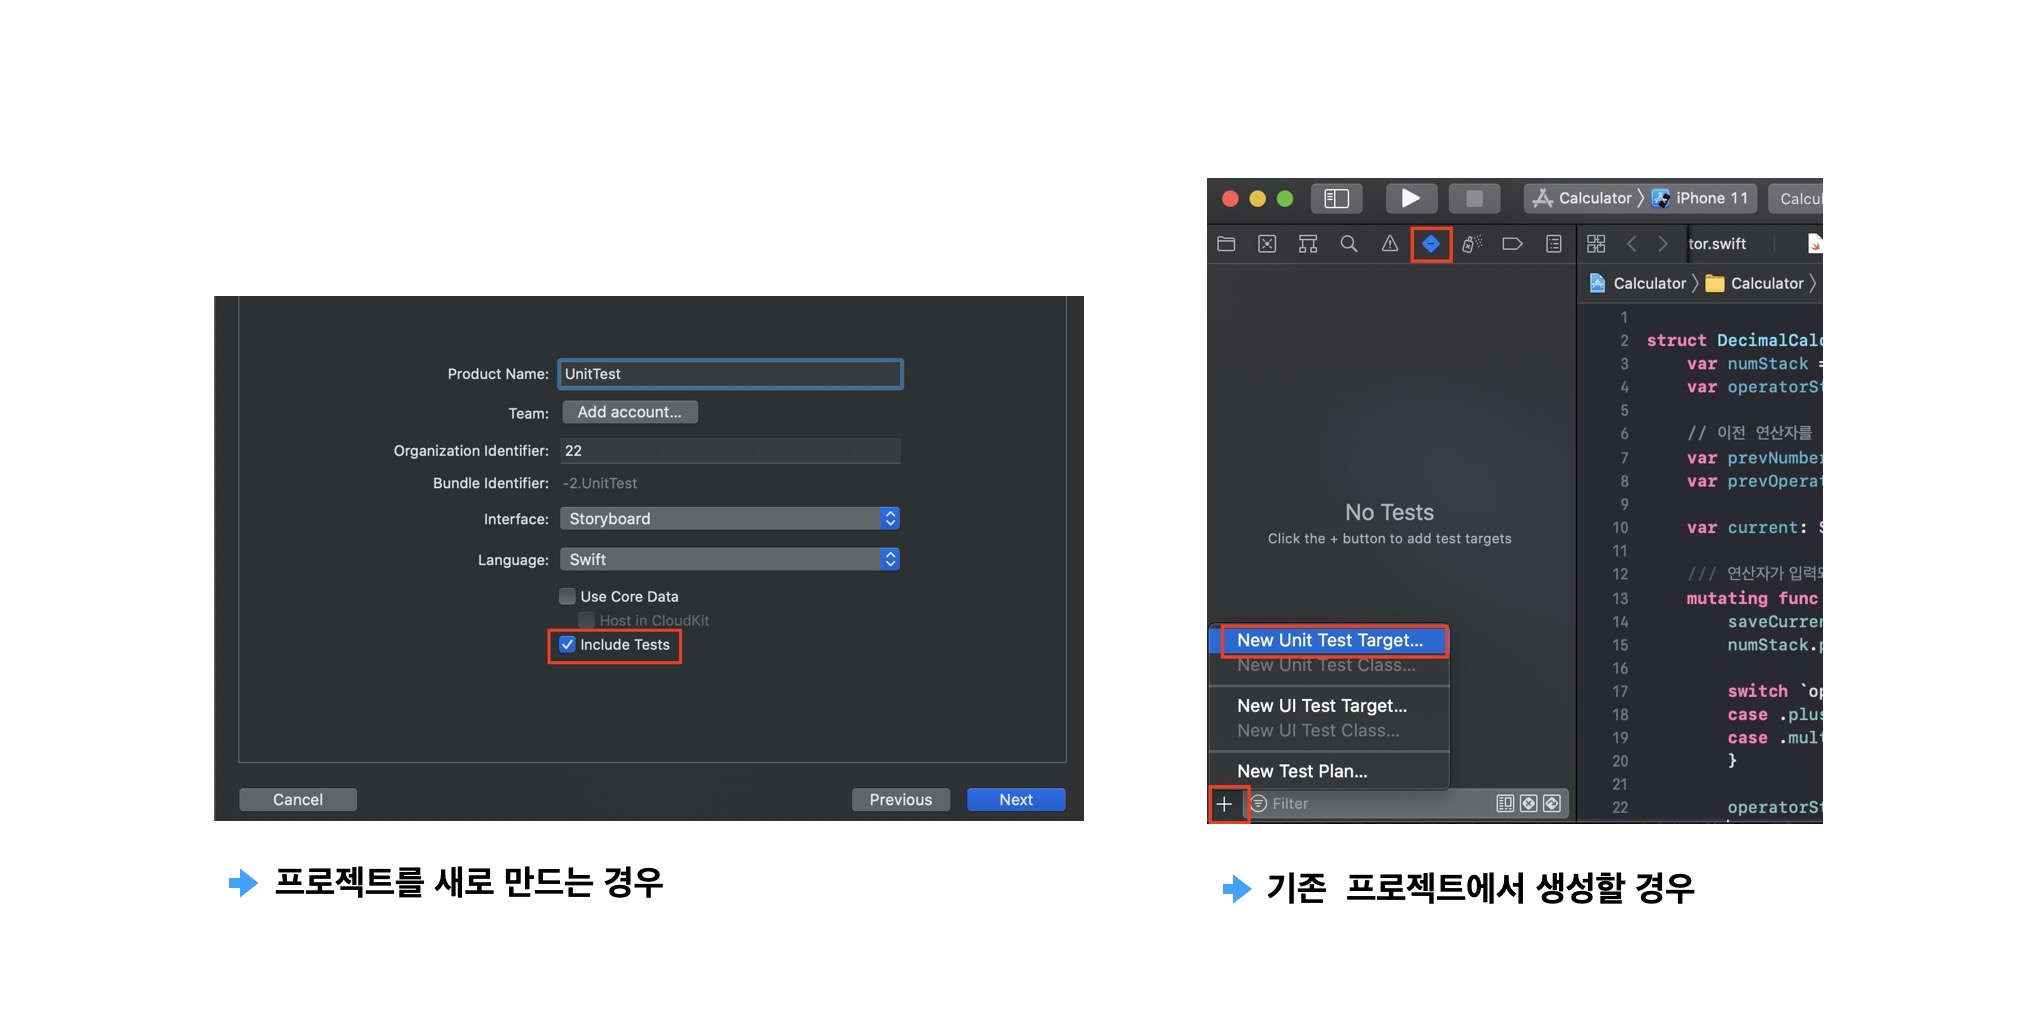 Product Name: UnitTest
Team: Add account...
Organization Identifier: 22
Bundle Identifier: -2.UnitTest
Interface: Storyboard
Language: Swift
Use Core Data
Host in CloudKit
Include Tests
Cancel
Previous
Next
프로젝트를 새로 만드는 경우
Calculator 〉 iPhone 11
Calcu
tor.swift
Calculator 〉 Calculator 〉
No Tests
Click the + button to add test targets
New Unit Test Target...
New Unit Test Class...
New UI Test Target...
New UI Test Class...
New Test Plan...
Filter
1
2 struct DecimalCalc
3 var numStack =
4 var operatorSt
5
6 // 이전 연산자를
7 var prevNumber
8 var prevOperat
9
10 var current: S
11
12 /// 연산자가 입력되
13 mutating func
14 saveCurren
15 numStack.p
16
17 switch `op
18 case .plus
19 case .mult
20 }
21
22 operatorSt
기존 프로젝트에서 생성할 경우